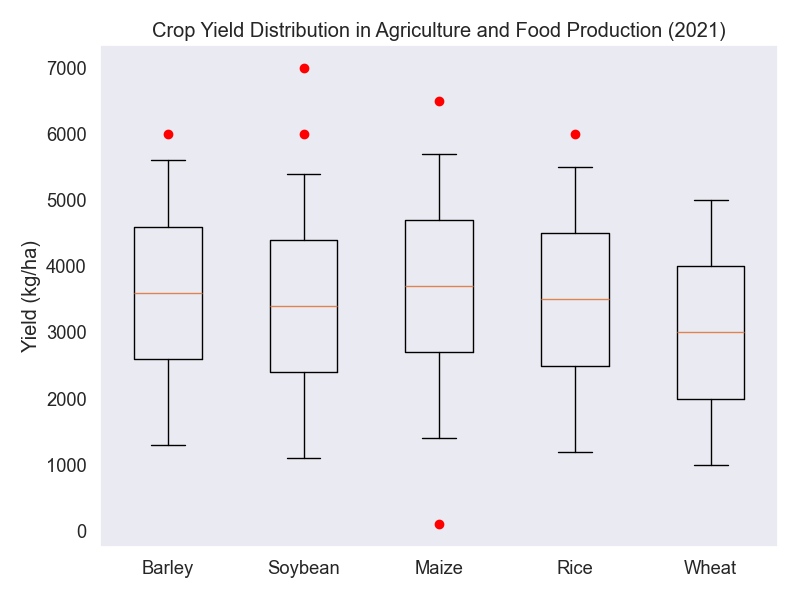 Crop Yield Distribution in Agriculture and Food Production (2021)
Yield (kg/ha)
7000
6000
5000
4000
3000
2000
1000
0
Barley Soybean Maize Rice Wheat